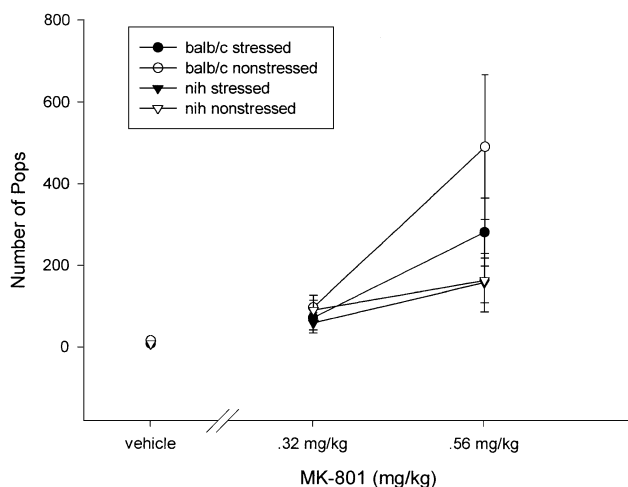 800
600
400
200
0
Number of Pops
balb/c stressed
balb/c nonstressed
nih stressed
nih nonstressed
vehicle
.32 mg/kg
.56 mg/kg
MK-801 (mg/kg)